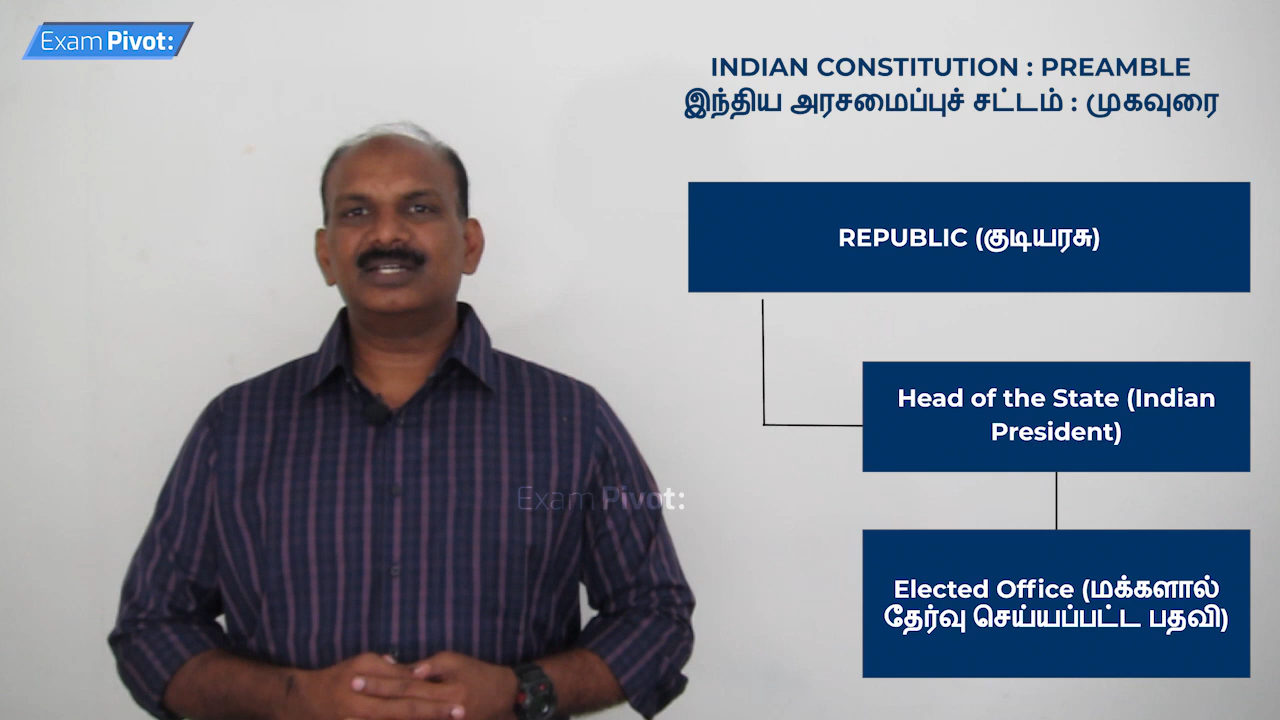 Exam Pivot:
INDIAN CONSTITUTION : PREAMBLE
இந்திய அரசமைப்புச் சட்டம் : முகவுரை
REPUBLIC (குடியரசு)
Head of the State (Indian
President)
Exam Pivot:
Elected Office (மக்களால்
தேர்வு செய்யப்பட்ட பதவி)